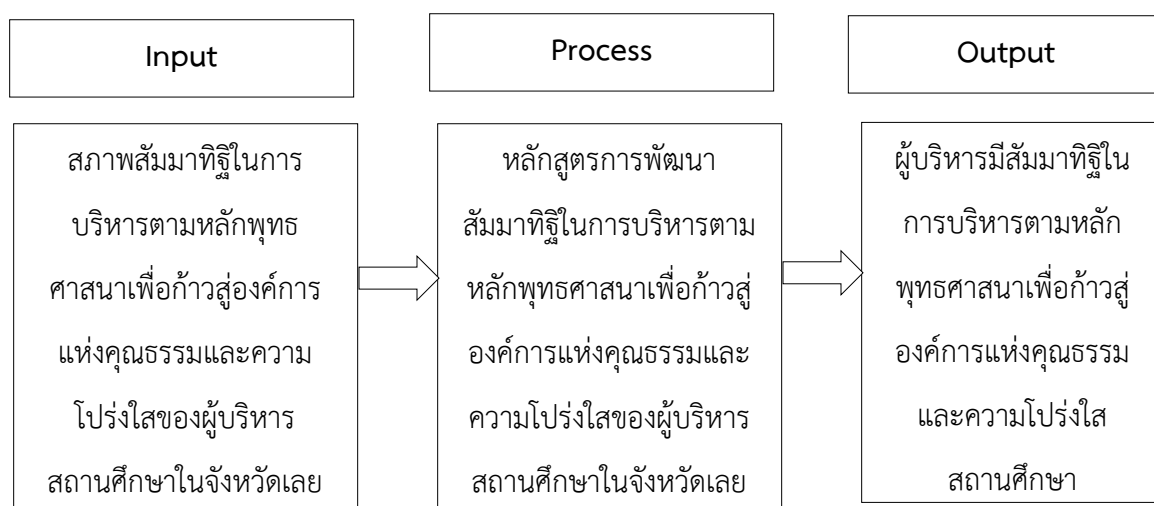 Input
Process
Output
สภาพสัมมาทิฐิในการ
บริหารตามหลักพุทธ
ศาสนาเพื่อก้าวสู่องค์การ
แห่งคุณธรรมและความ
โปร่งใสของผู้บริหาร
สถานศึกษาในจังหวัดเลย
หลักสูตรการพัฒนา
สัมมาทิฐิในการบริหารตาม
หลักพุทธศาสนาเพื่อก้าวสู่
องค์การแห่งคุณธรรมและ
ความโปร่งใสของผู้บริหาร
สถานศึกษาในจังหวัดเลย
ผู้บริหารมีสัมมาทิฐิใน
การบริหารตามหลัก
พุทธศาสนาเพื่อก้าวสู่
องค์การแห่งคุณธรรม
และความโปร่งใส
สถานศึกษา